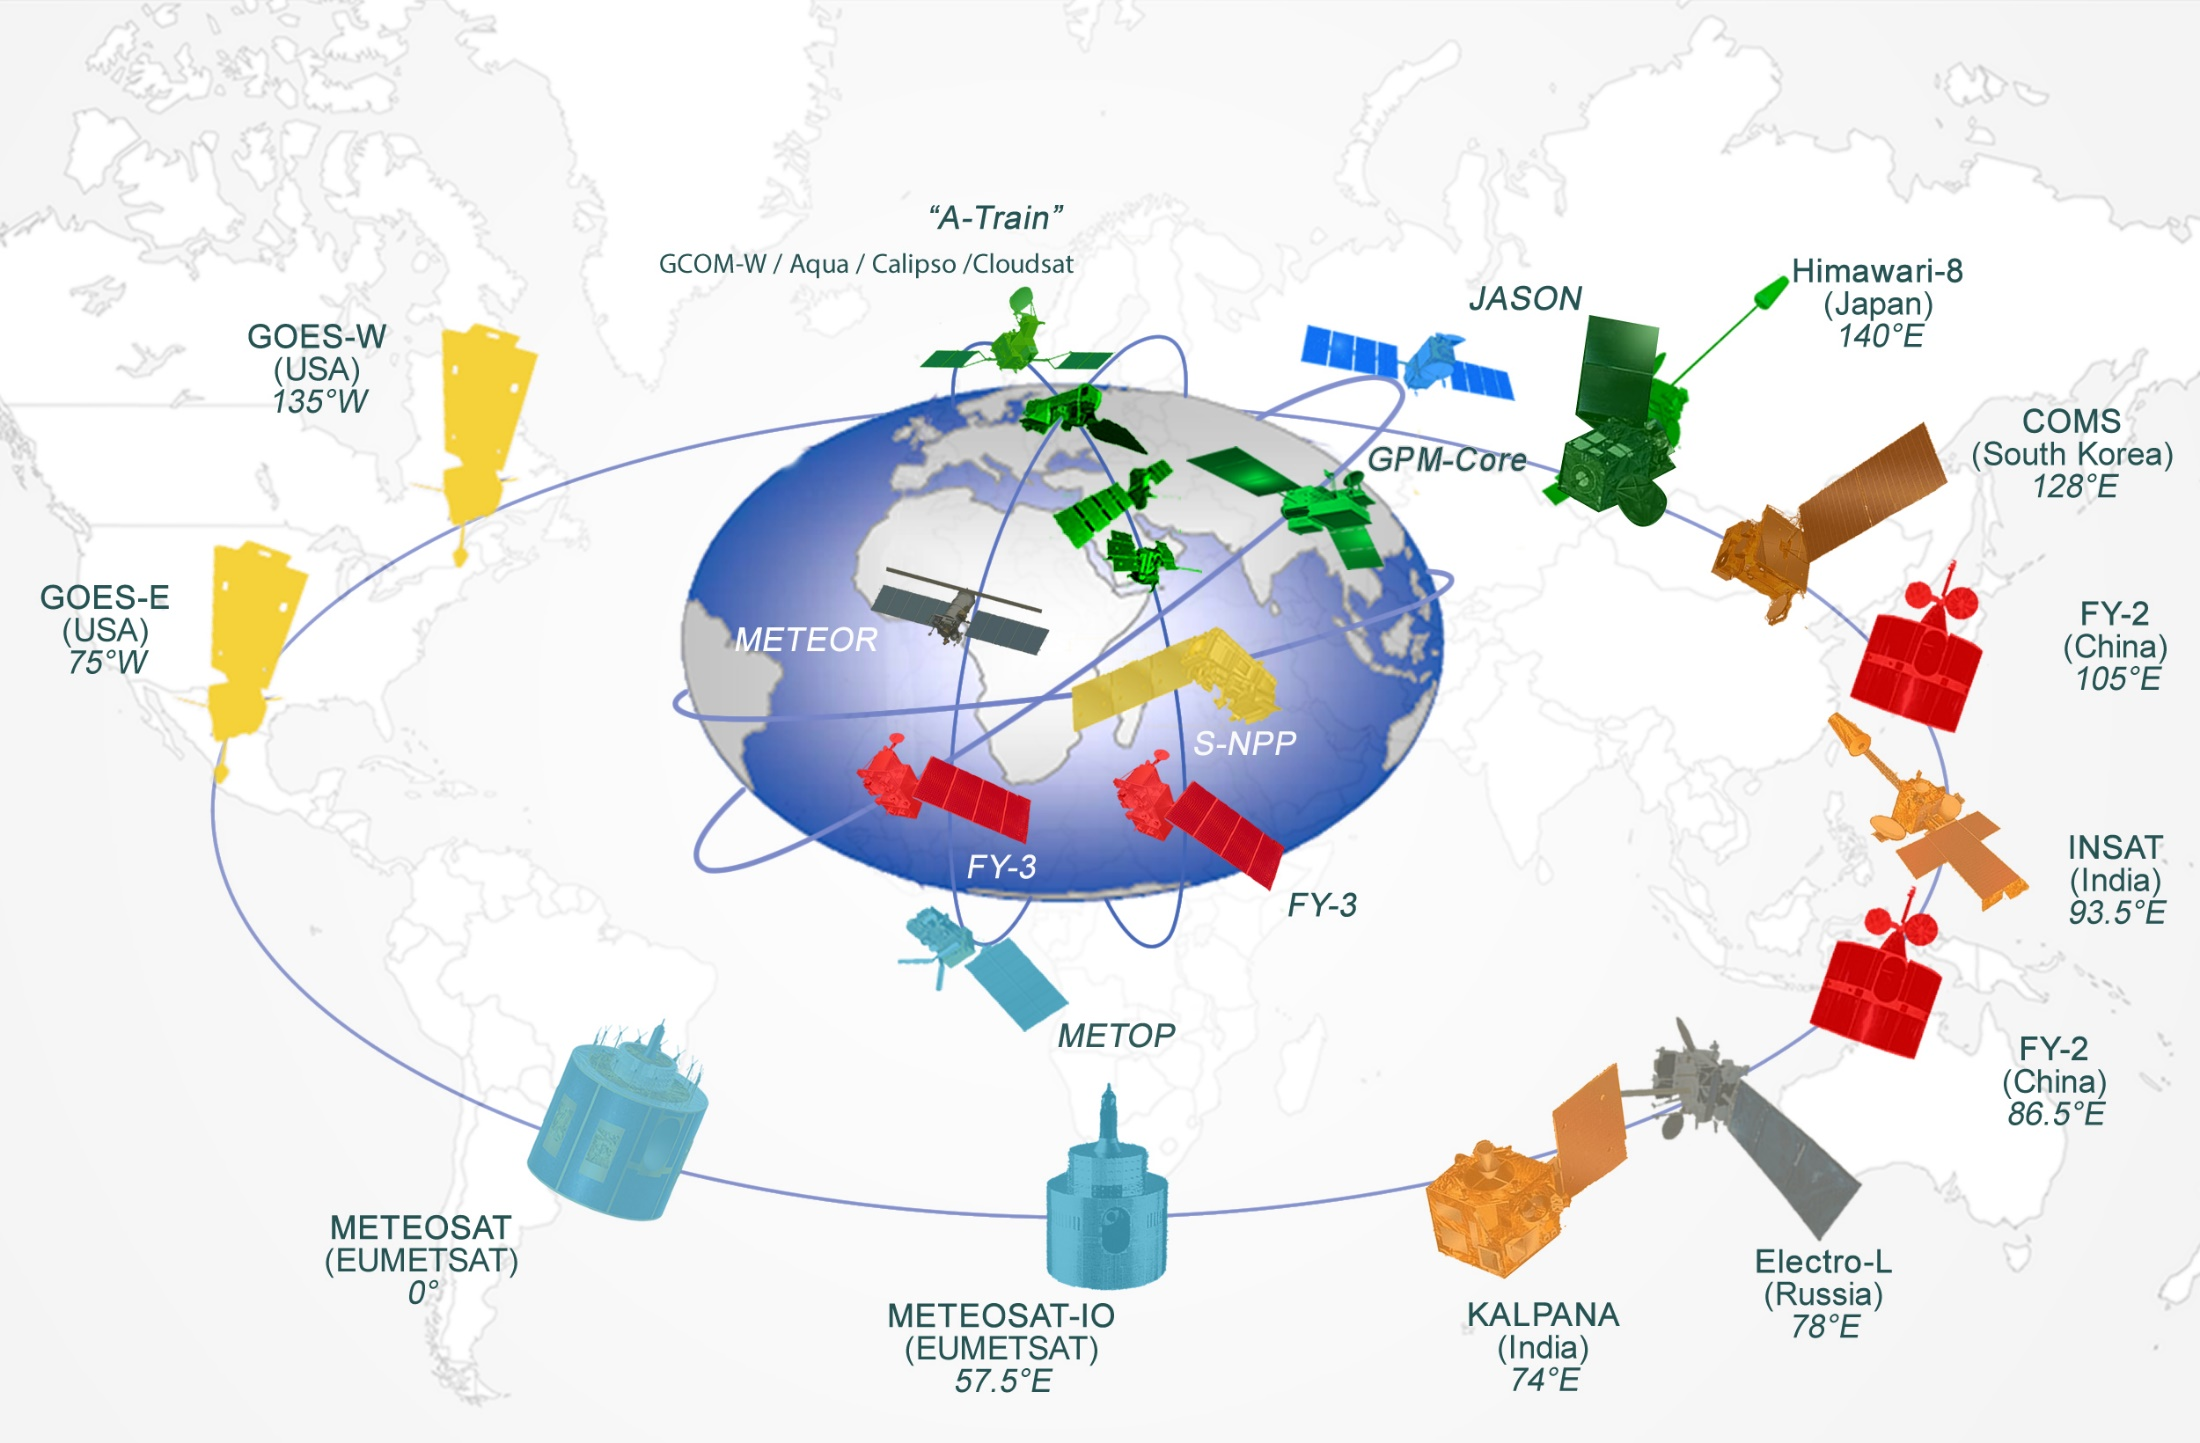 “A-Train”
GCOM-W / Aqua / Calipso /Cloudsat
GOES-W
(USA)
135°W
GOES-E
(USA)
75°W
JASON
Himawari-8
(Japan)
140°E
GPM-Core
COMS
(South Korea)
128°E
FY-2
(China)
105°E
METEOR
S-NPP
FY-3
FY-3
INSAT
(India)
93.5°E
METOP
FY-2
(China)
86.5°E
METEOSAT
(EUMETSAT)
0°
METEOSAT-IO
(EUMETSAT)
57.5°E
KALPANA
(India)
74°E
Electro-L
(Russia)
78°E